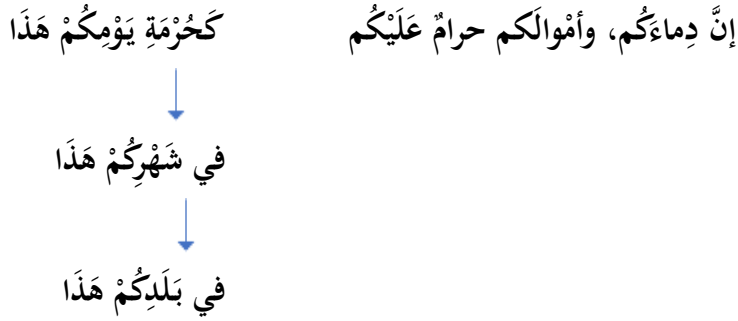 إنَّ دِماءَكُم، وأمْوالَكم حرامٌ عَلَيْكُم كَحُرْمَةِ يَوْمِكُمْ هَذَا
في شَهْرِكُمْ هَذَا
في بَلَدِكُمْ هَذَا